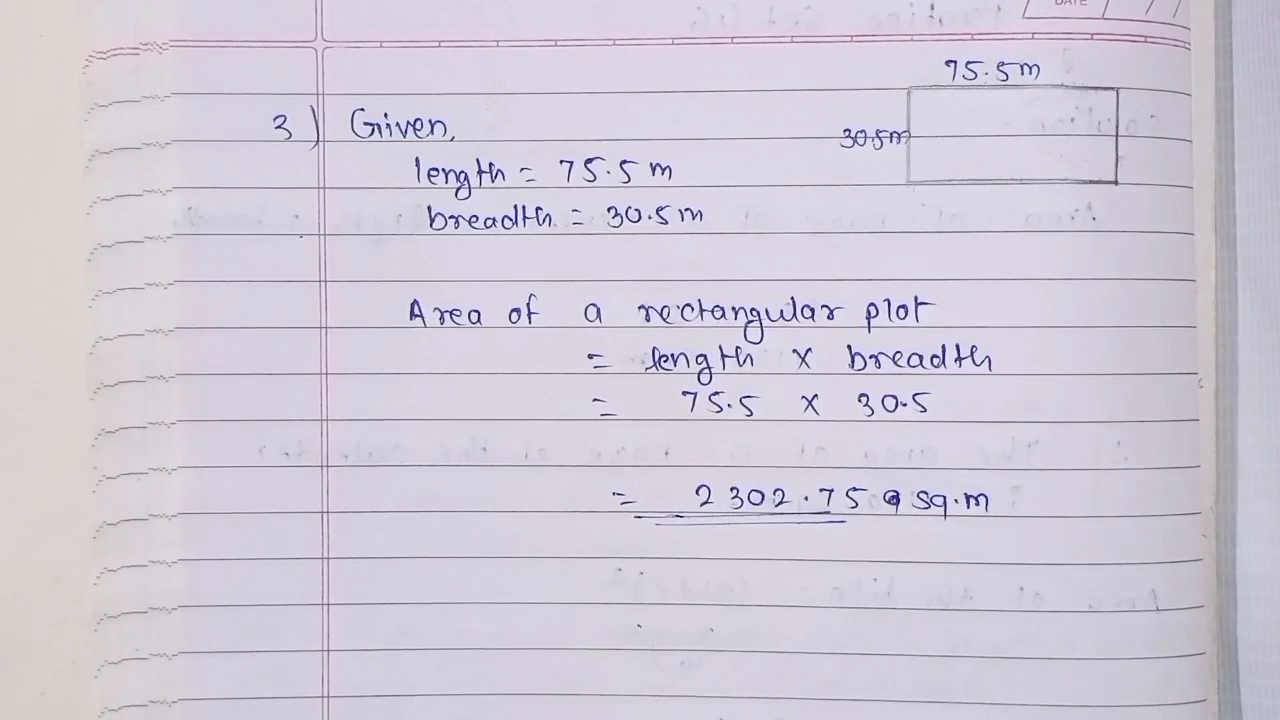 DATE
75.5m
30.5m
3) Given,
length = 75.5 m
breadth = 30.5 m
Area of a rectangular plot
= length x breadth
= 75.5 x 30.5
= 2302.75 sq.m